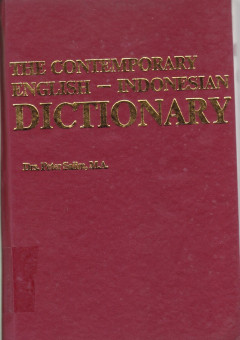 THE CONTEMPORARY
ENGLISH – INDONESIAN
DICTIONARY
Drs. Peter Salim, M.A.